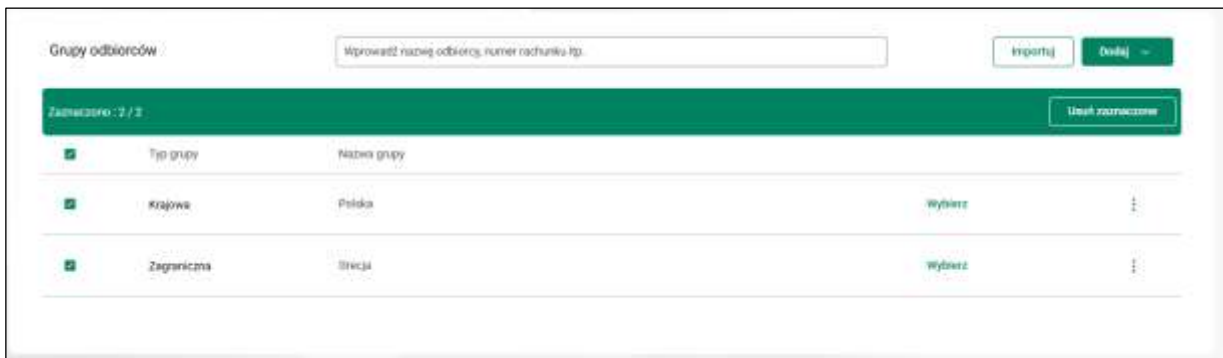 Grupy odbiorców
Wprowadź nazwę odbiorcy, numer rachunku itp.
Importuj
Dodaj
Zaznaczono : 2 / 2
Usuń zaznaczone
Typ grupy
Nazwa grupy
Krajowa
Polska
Wybierz
Zagraniczna
Grecja
Wybierz